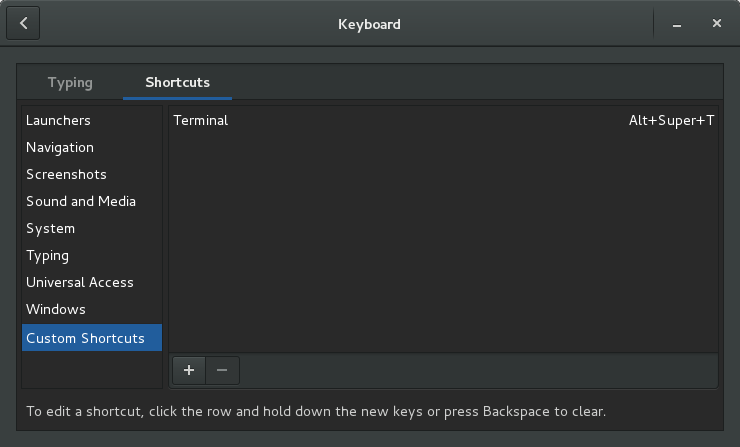 Keyboard
Typing Shortcuts
Launchers
Navigation
Screenshots
Sound and Media
System
Typing
Universal Access
Windows
Custom Shortcuts
Terminal Alt+Super+T
To edit a shortcut, click the row and hold down the new keys or press Backspace to clear.